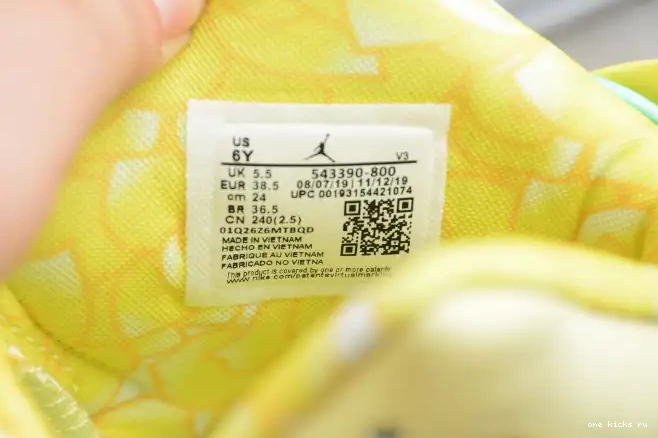 US
6Y
V3
UK 5.5 543390-800
EUR 38.5 08/07/19 | 11/12/19
cm 24 UPC 00193154421074
BR 36.5
CN 240(2.5)
01Q26Z6MTBQD
MADE IN VIETNAM
HECHO EN VIETNAM
FABRIQUE AU VIETNAM
FABRICADO NO VIETNA
This product is covered by one or more patents
www.nike.com/patents
one kicks ru